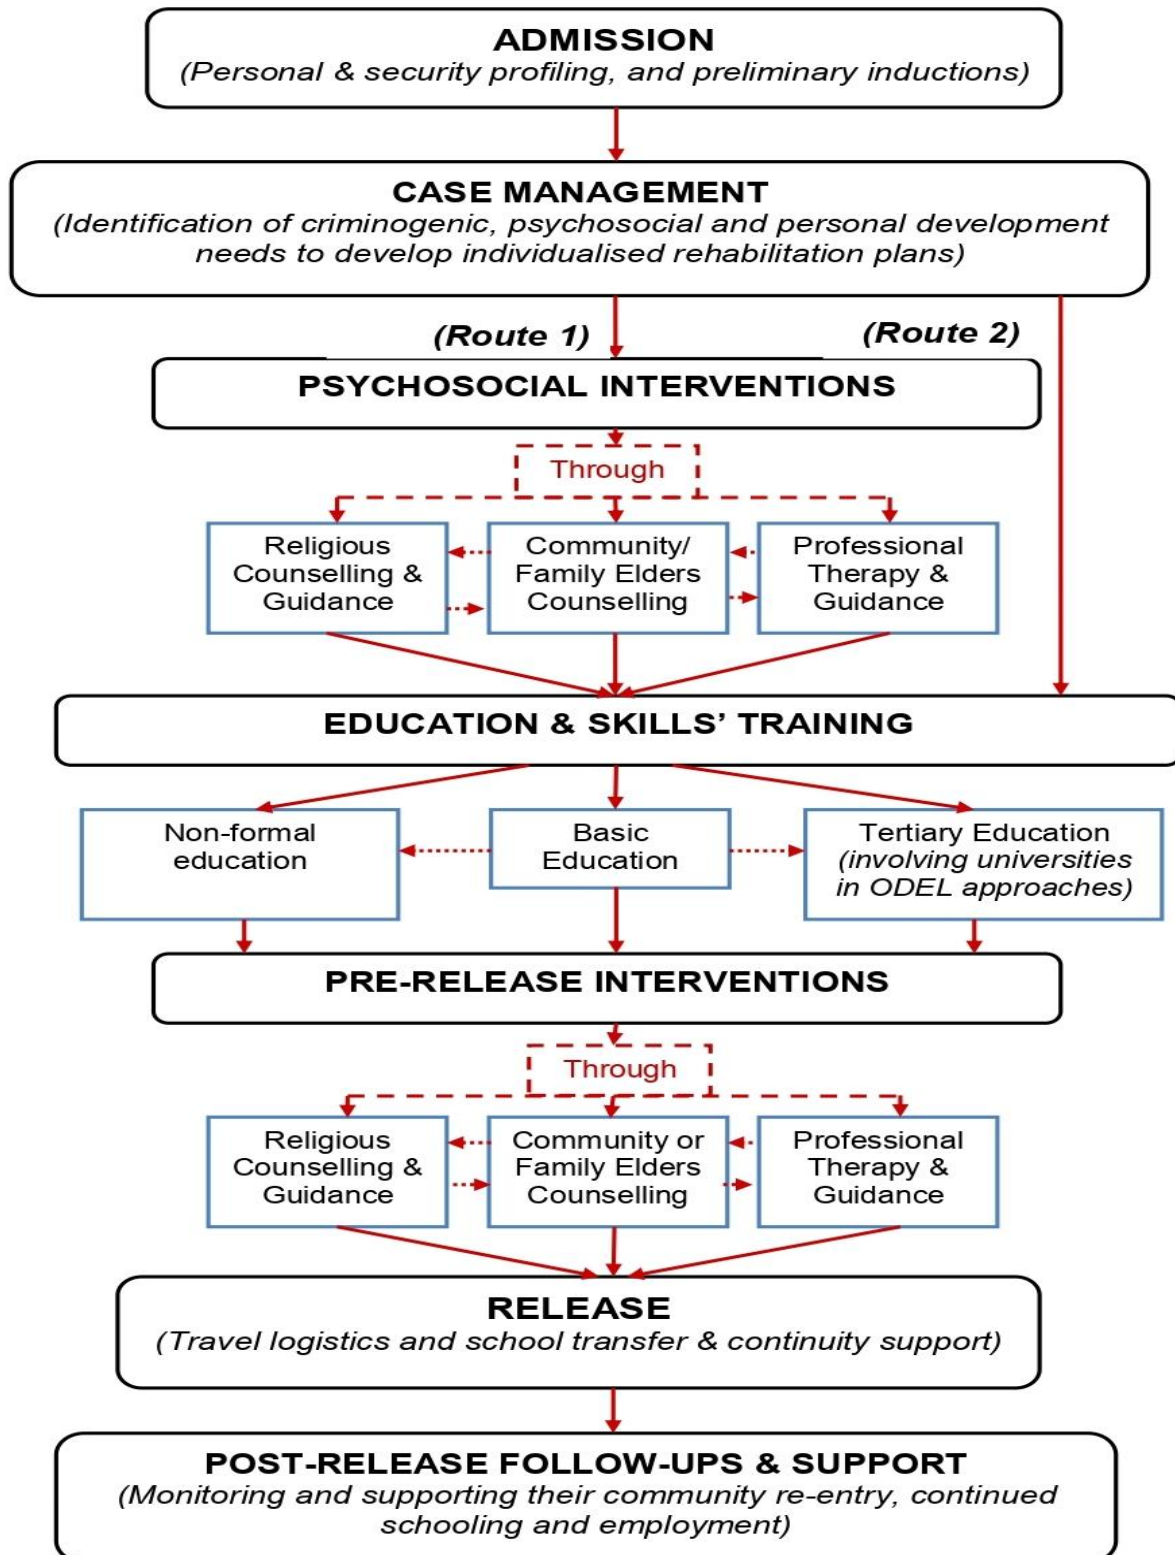 ADMISSION
(Personal & security profiling, and preliminary inductions)
CASE MANAGEMENT
(Identification of criminogenic, psychosocial and personal development
needs to develop individualised rehabilitation plans)
(Route 1)
(Route 2)
PSYCHOSOCIAL INTERVENTIONS
Through
Religious
Counselling &
Guidance
Community/
Family Elders
Counselling
Professional
Therapy &
Guidance
EDUCATION & SKILLS’ TRAINING
Non-formal
education
Basic
Education
Tertiary Education
(involving universities
in ODEL approaches)
PRE-RELEASE INTERVENTIONS
Through
Religious
Counselling &
Guidance
Community or
Family Elders
Counselling
Professional
Therapy &
Guidance
RELEASE
(Travel logistics and school transfer & continuity support)
POST-RELEASE FOLLOW-UPS & SUPPORT
(Monitoring and supporting their community re-entry, continued
schooling and employment)